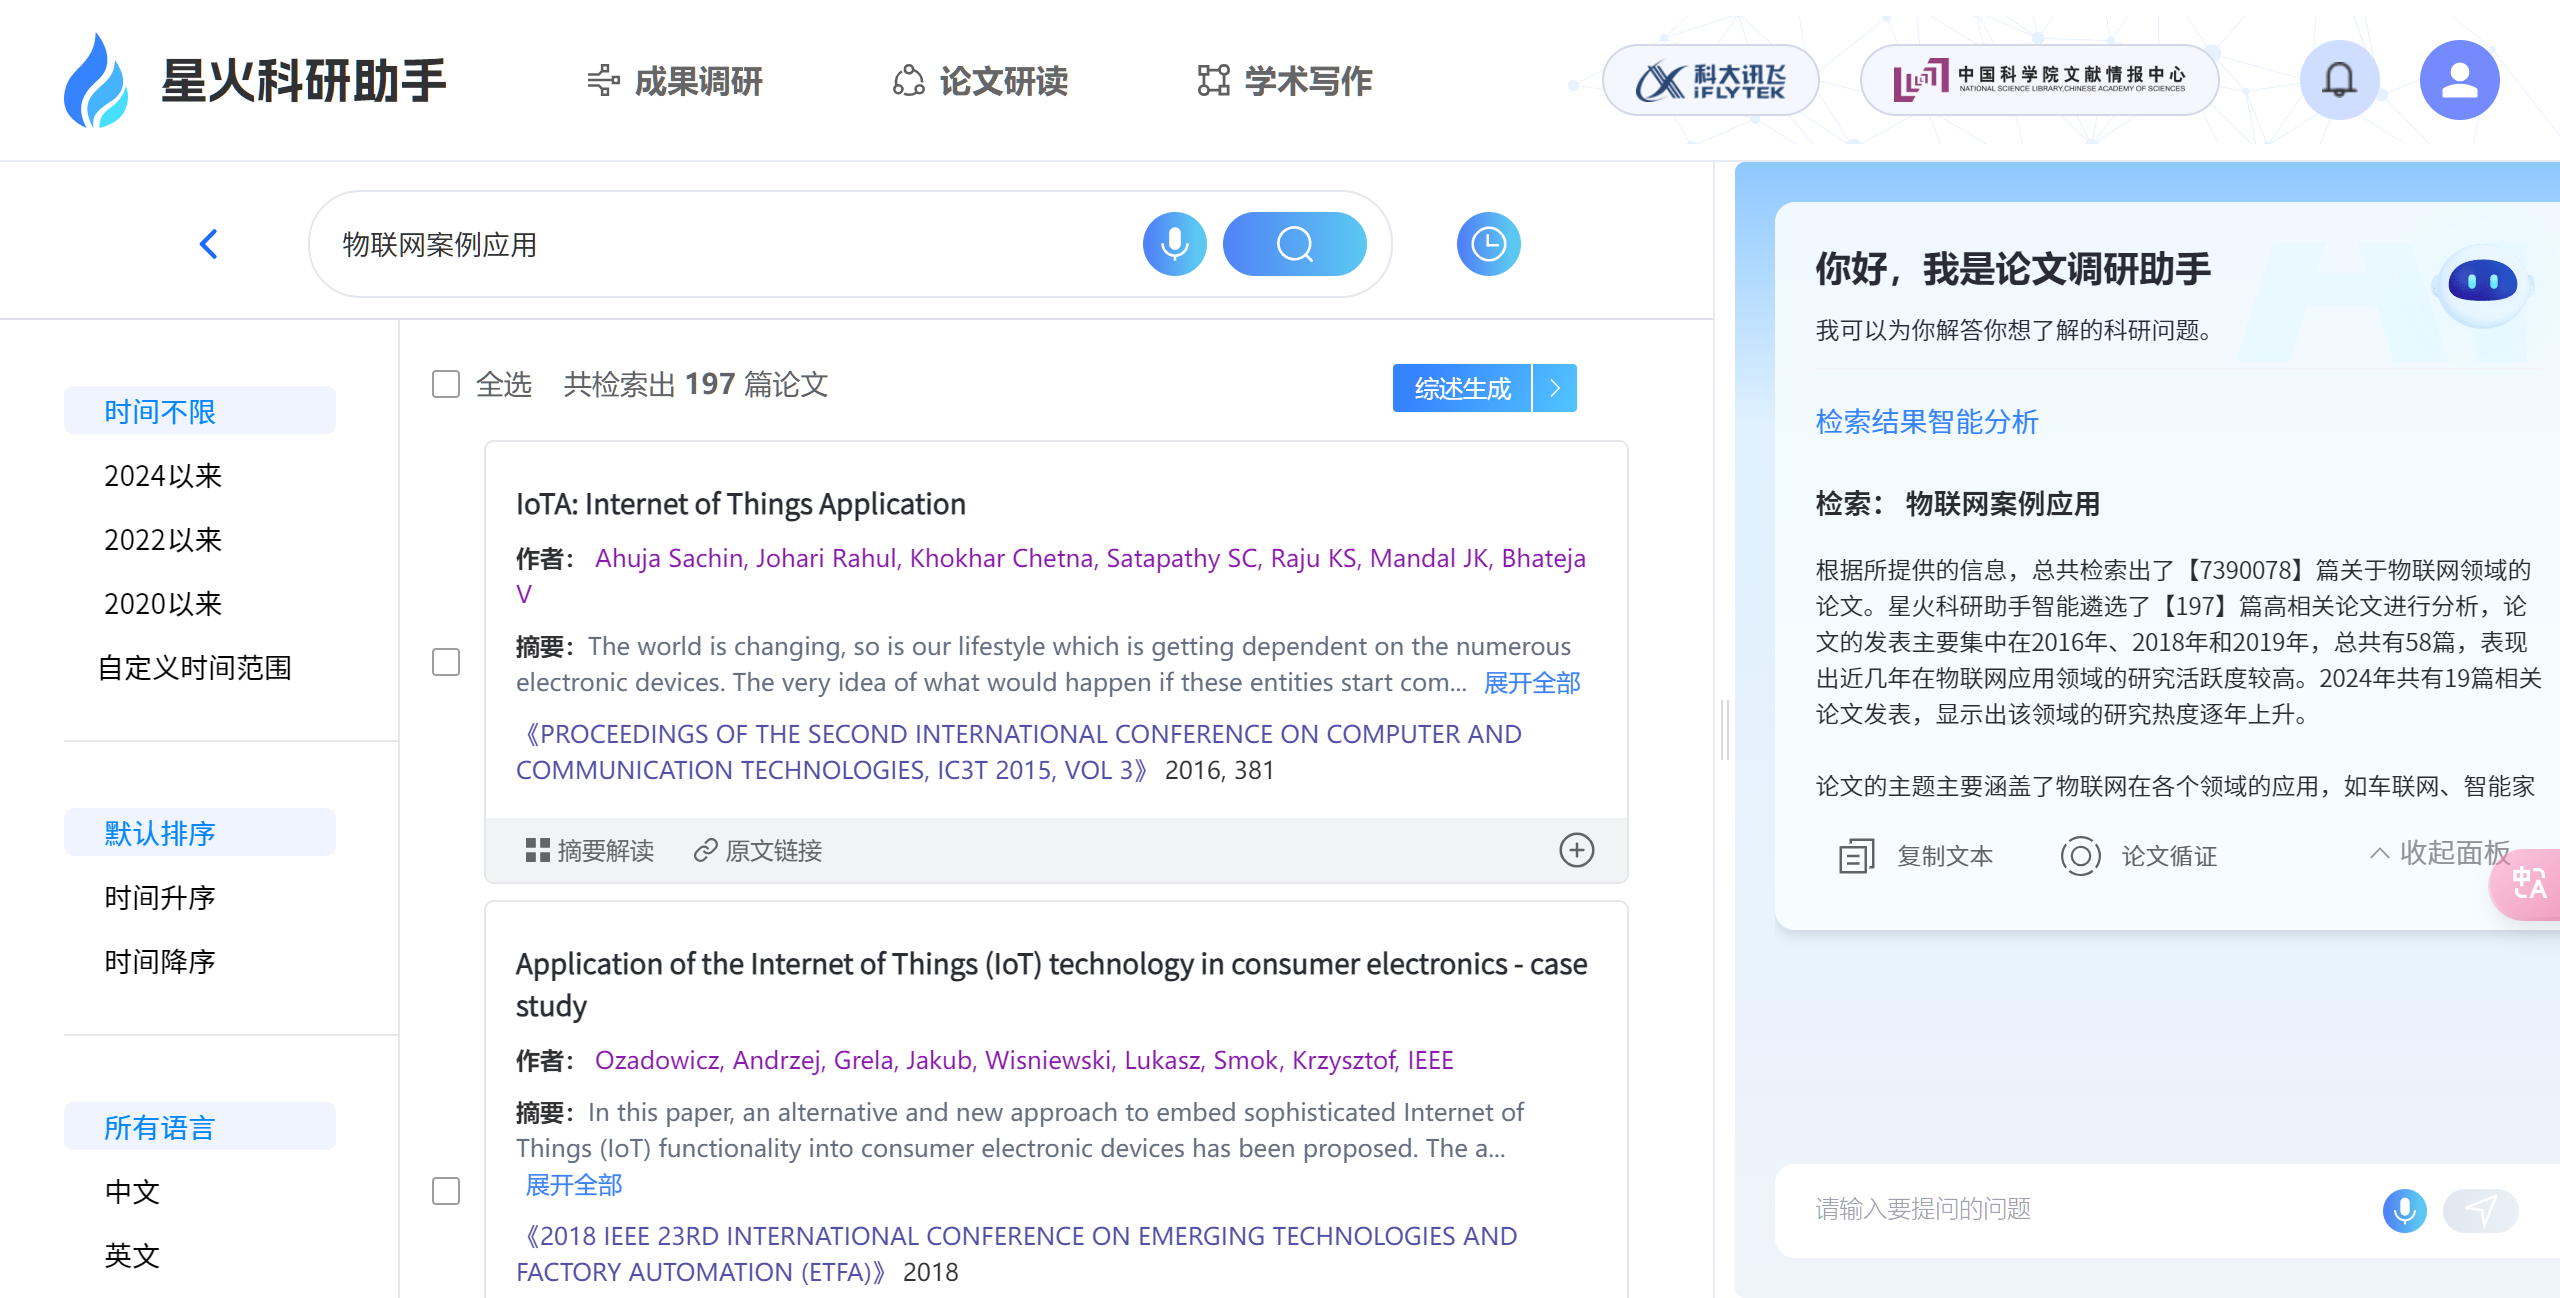 星火科研助手
成果调研
论文研读
学术写作
科大讯飞
iFLYTEK
中国科学院文献情报中心
NATIONAL SCIENCE LIBRARY,CHINESE ACADEMY OF SCIENCES
物联网案例应用
时间不限
2024以来
2022以来
2020以来
自定义时间范围
默认排序
时间升序
时间降序
所有语言
中文
英文
全选 共检索出 197 篇论文
综述生成
IoTA: Internet of Things Application
作者： Ahuja Sachin, Johari Rahul, Khokhar Chetna, Satapathy SC, Raju KS, Mandal JK, Bhateja
V
摘要：The world is changing, so is our lifestyle which is getting dependent on the numerous
electronic devices. The very idea of what would happen if these entities start com... 展开全部
《PROCEEDINGS OF THE SECOND INTERNATIONAL CONFERENCE ON COMPUTER AND
COMMUNICATION TECHNOLOGIES, IC3T 2015, VOL 3》 2016, 381
摘要解读 原文链接
Application of the Internet of Things (IoT) technology in consumer electronics - case
study
作者： Ozadowicz, Andrzej, Grela, Jakub, Wisniewski, Lukasz, Smok, Krzysztof, IEEE
摘要：In this paper, an alternative and new approach to embed sophisticated Internet of
Things (IoT) functionality into consumer electronic devices has been proposed. The a...
展开全部
《2018 IEEE 23RD INTERNATIONAL CONFERENCE ON EMERGING TECHNOLOGIES AND
FACTORY AUTOMATION (ETFA)》 2018
你好，我是论文调研助手
我可以为你解答你想了解的科研问题。
AI
检索结果智能分析
检索： 物联网案例应用
根据所提供的信息，总共检索出了【7390078】篇关于物联网领域的
论文。星火科研助手智能遴选了【197】篇高相关论文进行分析，论
文的发表主要集中在2016年、2018年和2019年，总共有58篇，表现
出近几年在物联网应用领域的研究活跃度较高。2024年共有19篇相关
论文发表，显示出该领域的研究热度逐年上升。
论文的主题主要涵盖了物联网在各个领域的应用，如车联网、智能家
复制文本 论文循证 收起面板
中A
请输入要提问的问题